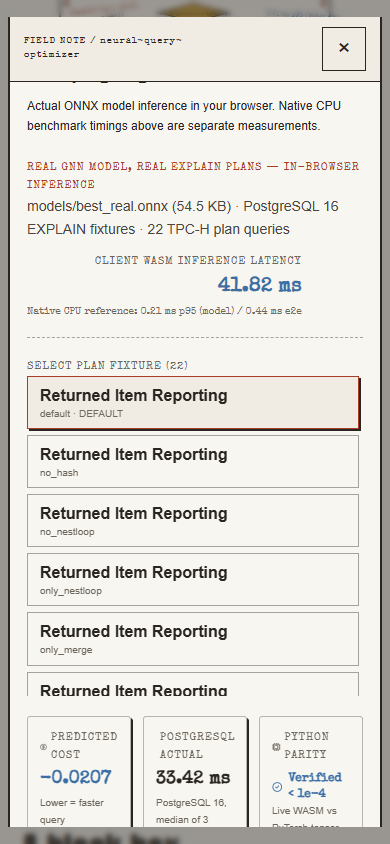 FIELD NOTE / neural-query-
optimizer
×
Actual ONNX model inference in your browser. Native CPU
benchmark timings above are separate measurements.
REAL GNN MODEL, REAL EXPLAIN PLANS — IN-BROWSER
INFERENCE
models/best_real.onnx (54.5 KB) · PostgreSQL 16
EXPLAIN fixtures · 22 TPC-H plan queries
CLIENT WASM INFERENCE LATENCY
41.82 ms
Native CPU reference: 0.21 ms p95 (model) / 0.44 ms e2e
SELECT PLAN FIXTURE (22)
Returned Item Reporting
default · DEFAULT
Returned Item Reporting
no_hash
Returned Item Reporting
no_nestloop
Returned Item Reporting
only_nestloop
Returned Item Reporting
only_merge
Returned Item Reporting
PREDICTED
COST
-0.0207
Lower = faster
query
POSTGRESQL
ACTUAL
33.42 ms
PostgreSQL 16,
median of 3
PYTHON
PARITY
Verified
< 1e-4
Live WASM vs